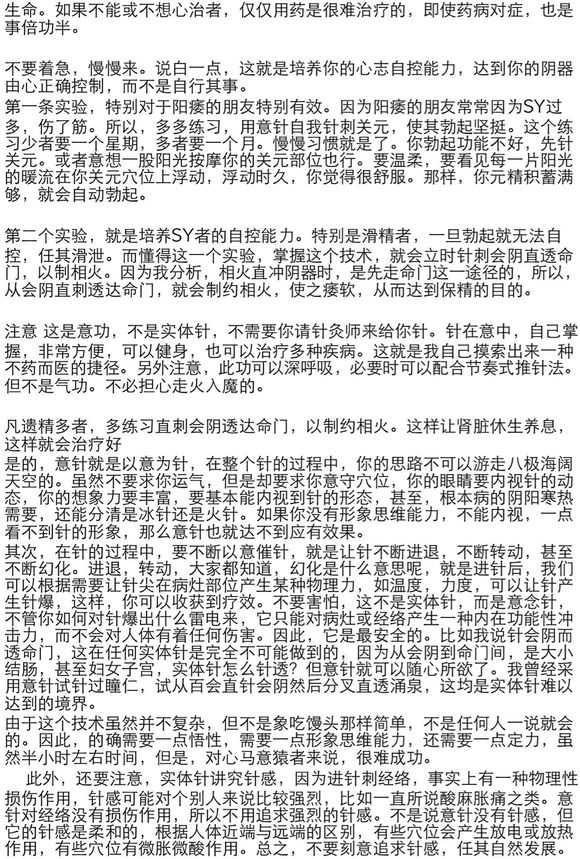 生命。如果不能或不想心治者，仅仅用药是很难治疗的，即使药病对症，也是
事倍功半。
不要着急，慢慢来。说白一点，这就是培养你的心志自控能力，达到你的阴器
由心正确控制，而不是自行其事。
第一条实验，特别对于阳痿的朋友特别有效。因为阳痿的朋友常常因为SY过
多，伤了筋。所以，多多练习，用意针自我针刺关元，使其勃起坚挺。这个练
习少者要一个星期，多者要一个月。慢慢习惯就是了。你勃起功能不好，先针
关元。或者意想一股阳光按摩你的关元部位也行。要温柔，要看见每一片阳光
的暖流在你关元穴位上浮动，浮动时久，你觉得很舒服。那样，你元精积蓄满
够，就会自动勃起。
第二个实验，就是培养SY者的自控能力。特别是滑精者，一旦勃起就无法自
控，任其滑泄。而懂得这一个实验，掌握这个技术，就会立时针刺会阴直透命
门，以制相火。因为我分析，相火直冲阴器时，是先走命门这一途径的，所以，
从会阴直刺透达命门，就会制约相火，使之痿软，从而达到保精的目的。
注意 这是意功，不是实体针，不需要你请针灸师来给你针。针在意中，自己掌
握，非常方便，可以健身，也可以治疗多种疾病。这就是我自己摸索出来一种
不药而医的捷径。另外注意，此功可以深呼吸，必要时可以配合节奏式推针法。
但不是气功。不必担心走火入魔的。
凡遗精多者，多练习直刺会阴透达命门，以制约相火。这样让肾脏休生养息，
这样就会治疗好
是的，意针就是以意为针，在整个针的过程中，你的思路不可以游走八极海阔
天空的。虽然不要求你运气，但是却要求你意守穴位，你的眼睛要内视针的动
态，你的想象力要丰富，要基本能内视到针的形态，甚至，根本病的阴阳寒热
需要，还能分清是冰针还是火针。如果你没有形象思维能力，不能内视，一点
看不到针的形象，那么意针也就达不到应有效果。
其次，在针的过程中，要不断以意催针，就是让针不断进退，不断转动，甚至
不断幻化。进退，转动，大家都知道，幻化是什么意思呢，就是进针后，我们
可以根据需要让针尖在病灶部位产生某种物理力，如温度，力度，可以让针产
生针爆，这样，你可以收获到疗效。不要害怕，这不是实体针，而是意念针，
不管你如何对针爆出什么雷电来，它只能对病灶或经络产生一种内在功能性冲
击力，而不会对人体有着任何伤害。因此，它是最安全的。比如我说针会阴而
透命门，这在任何实体针是完全不可能做到的，因为从会阴到命门间，是大小
结肠，甚至妇女子宫，实体针怎么针透？但意针就可以随心所欲了。我曾经采
用意针试针过瞳仁，试从百会直针会阴然后分叉直透涌泉，这均是实体针难以
达到的境界。
由于这个技术虽然并不复杂，但不是象吃馒头那样简单，不是任何人一说就会
的。因此，的确需要一点悟性，需要一点形象思维能力，还需要一点定力，虽
然半小时左右时间，但是，对心马意猿者来说，很难成功。
此外，还要注意，实体针讲究针感，因为进针刺经络，事实上有一种物理性
损伤作用，针感可能对个别人来说比较强烈，比如一直所说酸麻胀痛之类。意
针对经络没有损伤作用，所以不用追求强烈的针感。不是说意针没有针感，但
它的针感是柔和的，根据人体近端与远端的区别，有些穴位会产生放电或放热
作用，有些穴位有微胀微酸作用。总之，不要刻意追求针感，任其自然发展。